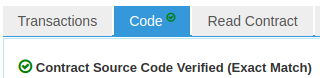 Transactions Code Read Contract
Contract Source Code Verified (Exact Match)